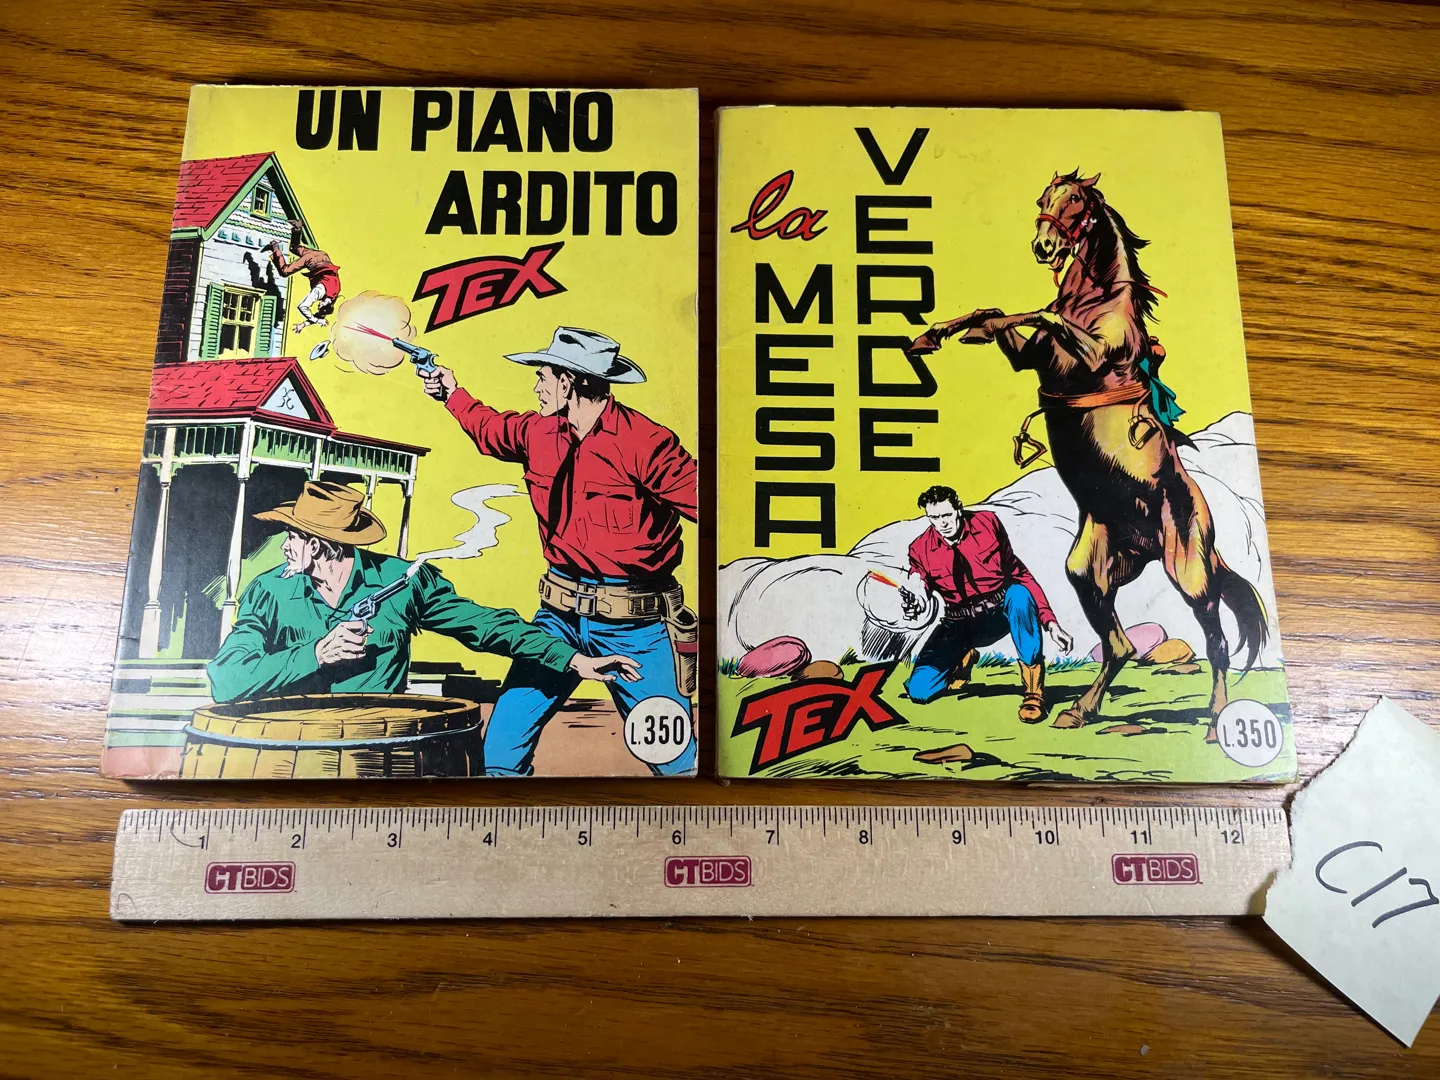 UN PIANO
ARDITO
TEX
L.350
la
MESA
VERDE
TEX
L.350
1 2 3 4 5 6 7 8 9 10 11 12
CTBIDS CTBIDS CTBIDS
C17